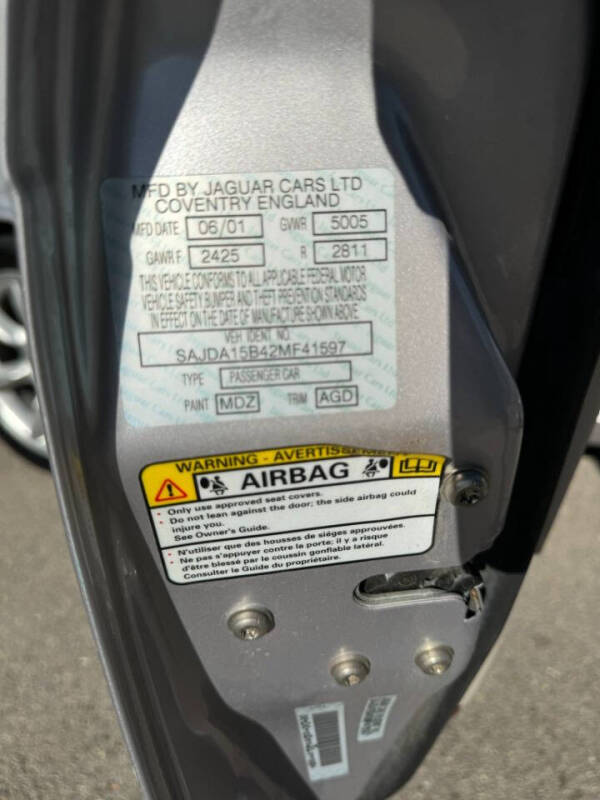 MFD BY JAGUAR CARS LTD
COVENTRY ENGLAND
MFD DATE 06/01 GVWR 5005
GAWR F 2425 R 2811
THIS VEHICLE CONFORMS TO ALL APPLICABLE FEDERAL MOTOR
VEHICLE SAFETY BUMPER AND THEFT PREVENTION STANDARDS
IN EFFECT ON THE DATE OF MANUFACTURE SHOWN ABOVE
VEH IDENT NO.
SAJDA15B42MF41597
TYPE PASSENGER CAR
PAINT MDZ TRIM AGD
WARNING - AVERTISSEMEN
AIRBAG
• Only use approved seat covers.
• Do not lean against the door; the side airbag could
injure you.
See Owner's Guide.
• N'utiliser que des housses de sièges approuvées.
• Ne pas s'appuyer contre la porte; il y a risque
d'être blessé par le coussin gonflable latéral.
Consulter le Guide du propriétaire.